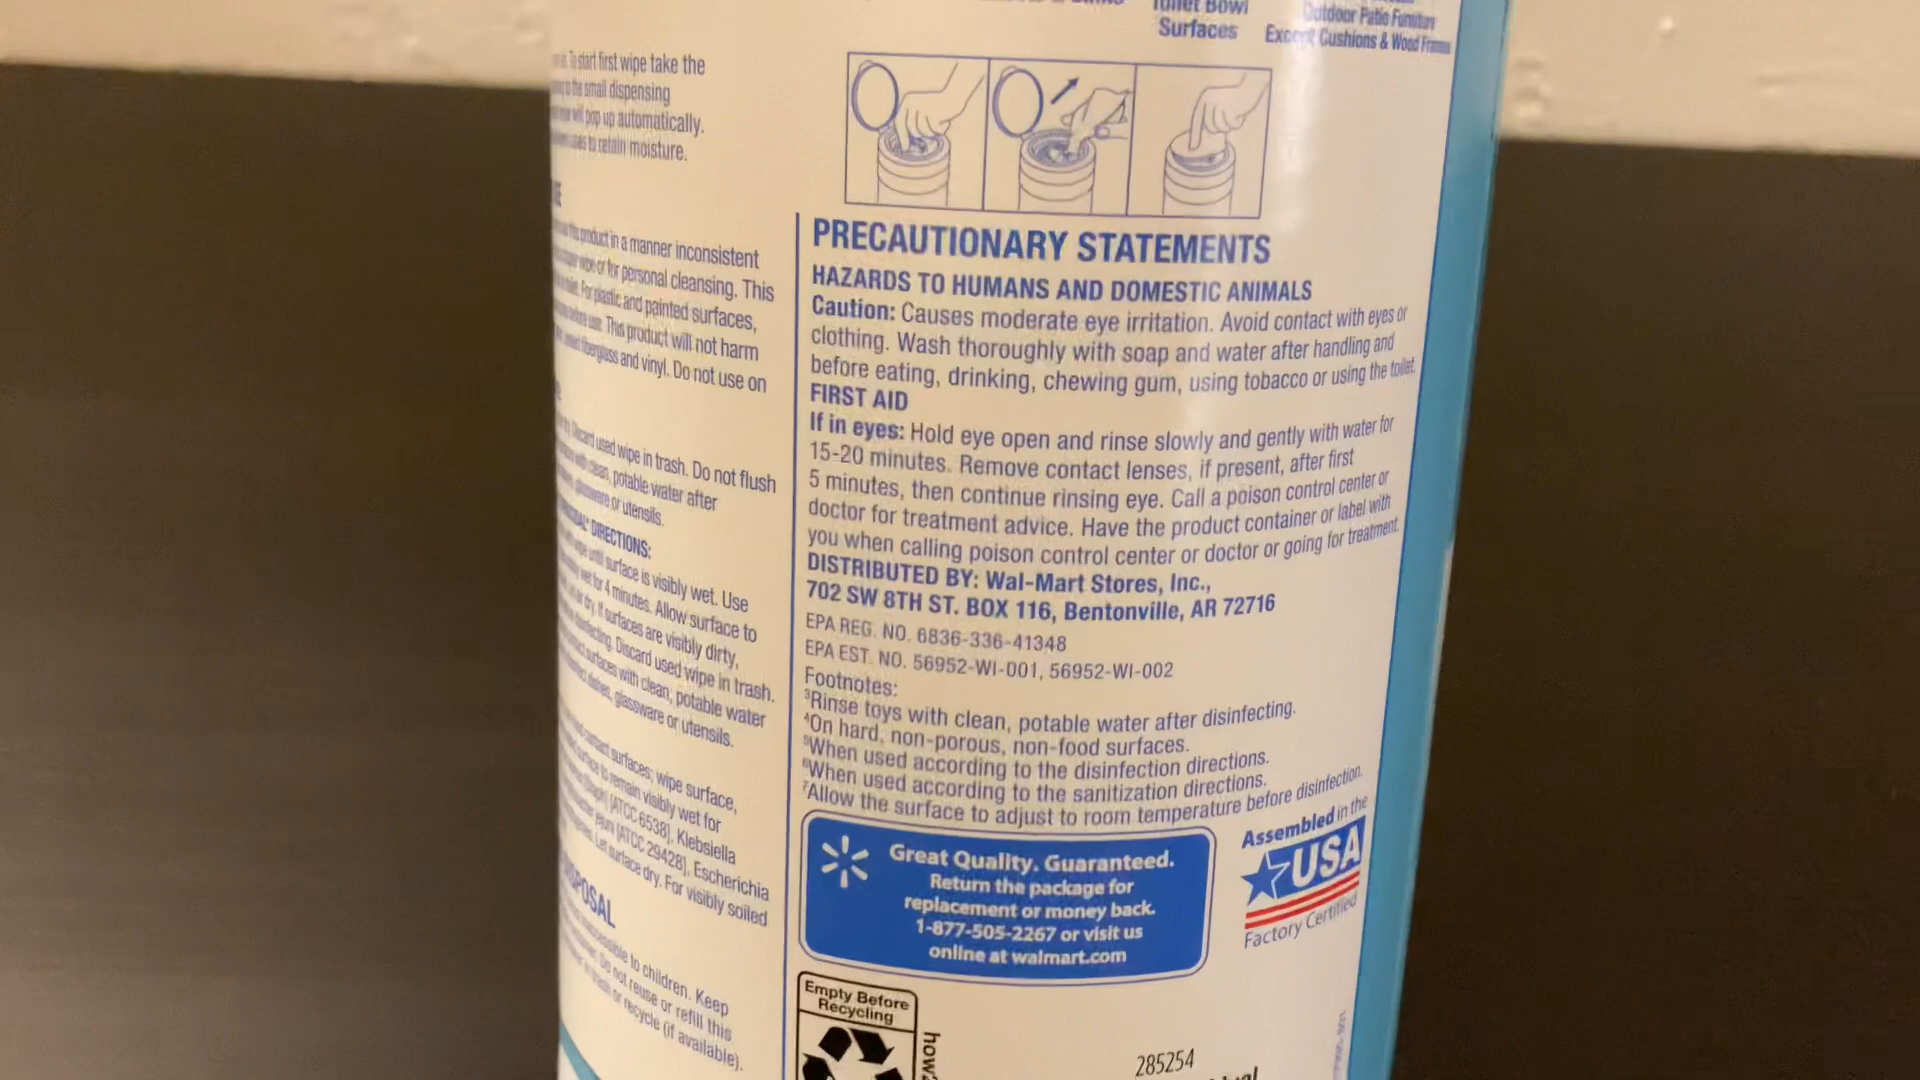 Toilet Bowl
Surfaces
Outdoor Patio Furniture
Except Cushions & Wood Frames
To start first wipe take the
to the small dispensing
will pop up automatically.
to retain moisture.
product in a manner inconsistent
wipe or for personal cleansing. This
For plastic and painted surfaces,
before use. This product will not harm
fiberglass and vinyl. Do not use on
Discard used wipe in trash. Do not flush
with clean, potable water after
glassware or utensils.
DIRECTIONS:
wipe until surface is visibly wet. Use
wet for 4 minutes. Allow surface to
air dry. If surfaces are visibly dirty,
Discard used wipe in trash.
surfaces with clean, potable water
dishes, glassware or utensils.
contact surfaces; wipe surface,
surface to remain visibly wet for
[ATCC 6538], Klebsiella
[ATCC 29428], Escherichia
Let surface dry. For visibly soiled
DISPOSAL
to children. Keep
Do not reuse or refill this
in trash or recycle (if available).
PRECAUTIONARY STATEMENTS
HAZARDS TO HUMANS AND DOMESTIC ANIMALS
Caution: Causes moderate eye irritation. Avoid contact with eyes or
clothing. Wash thoroughly with soap and water after handling and
before eating, drinking, chewing gum, using tobacco or using the toilet.
FIRST AID
If in eyes: Hold eye open and rinse slowly and gently with water for
15-20 minutes. Remove contact lenses, if present, after first
5 minutes, then continue rinsing eye. Call a poison control center or
doctor for treatment advice. Have the product container or label with
you when calling poison control center or doctor or going for treatment.
DISTRIBUTED BY: Wal-Mart Stores, Inc.,
702 SW 8TH ST. BOX 116, Bentonville, AR 72716
EPA REG. NO. 6836-336-41348
EPA EST. NO. 56952-WI-001, 56952-WI-002
Footnotes:
³Rinse toys with clean, potable water after disinfecting.
⁴On hard, non-porous, non-food surfaces.
⁵When used according to the disinfection directions.
⁶When used according to the sanitization directions.
⁷Allow the surface to adjust to room temperature before disinfection.
Great Quality. Guaranteed.
Return the package for
replacement or money back.
1-877-505-2267 or visit us
online at walmart.com
Assembled in the
USA
Factory Certified
Empty Before
Recycling
how2
285254